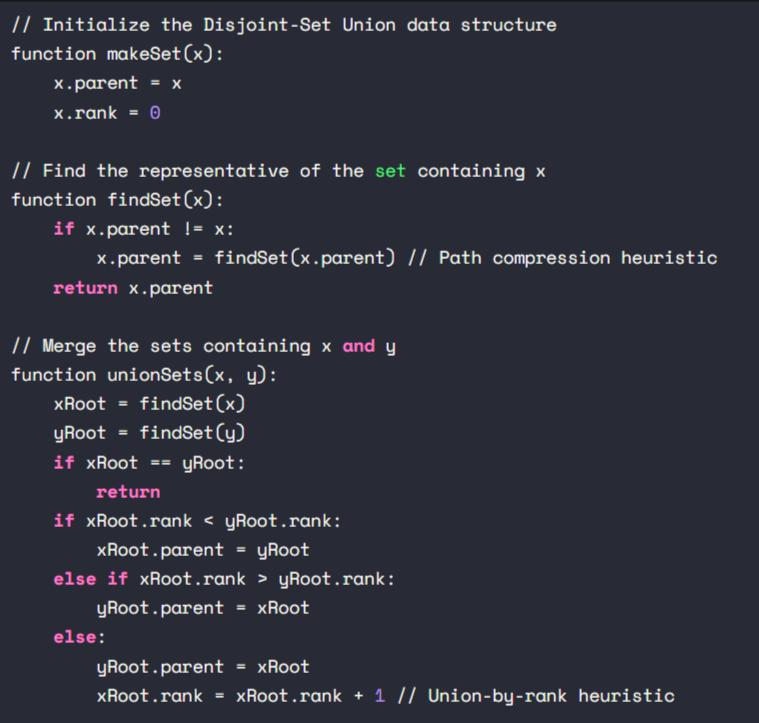 // Initialize the Disjoint-Set Union data structure
function makeSet(x):
    x.parent = x
    x.rank = 0

// Find the representative of the set containing x
function findSet(x):
    if x.parent != x:
        x.parent = findSet(x.parent) // Path compression heuristic
    return x.parent

// Merge the sets containing x and y
function unionSets(x, y):
    xRoot = findSet(x)
    yRoot = findSet(y)
    if xRoot == yRoot:
        return
    if xRoot.rank < yRoot.rank:
        xRoot.parent = yRoot
    else if xRoot.rank > yRoot.rank:
        yRoot.parent = xRoot
    else:
        yRoot.parent = xRoot
        xRoot.rank = xRoot.rank + 1 // Union-by-rank heuristic